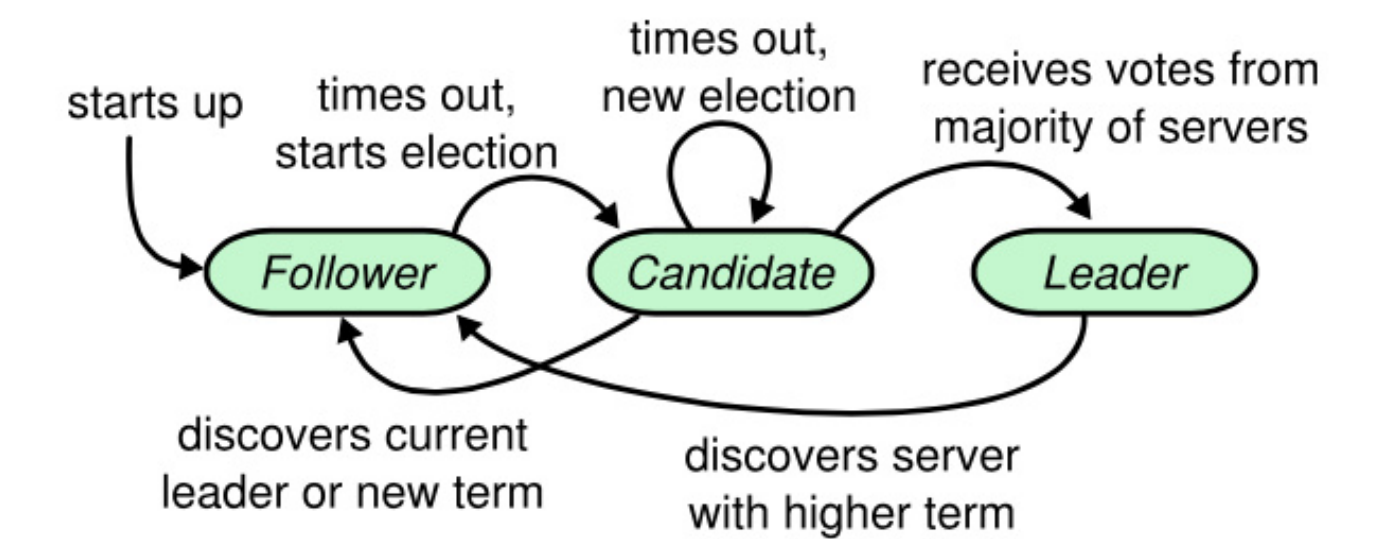 starts up
times out,
starts election
times out,
new election
receives votes from
majority of servers
Follower
Candidate
Leader
discovers current
leader or new term
discovers server
with higher term